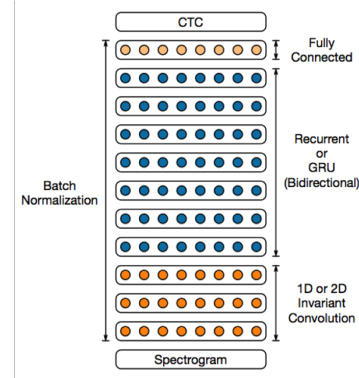 CTC
Fully
Connected
Recurrent
or
GRU
(Bidirectional)
Batch
Normalization
1D or 2D
Invariant
Convolution
Spectrogram